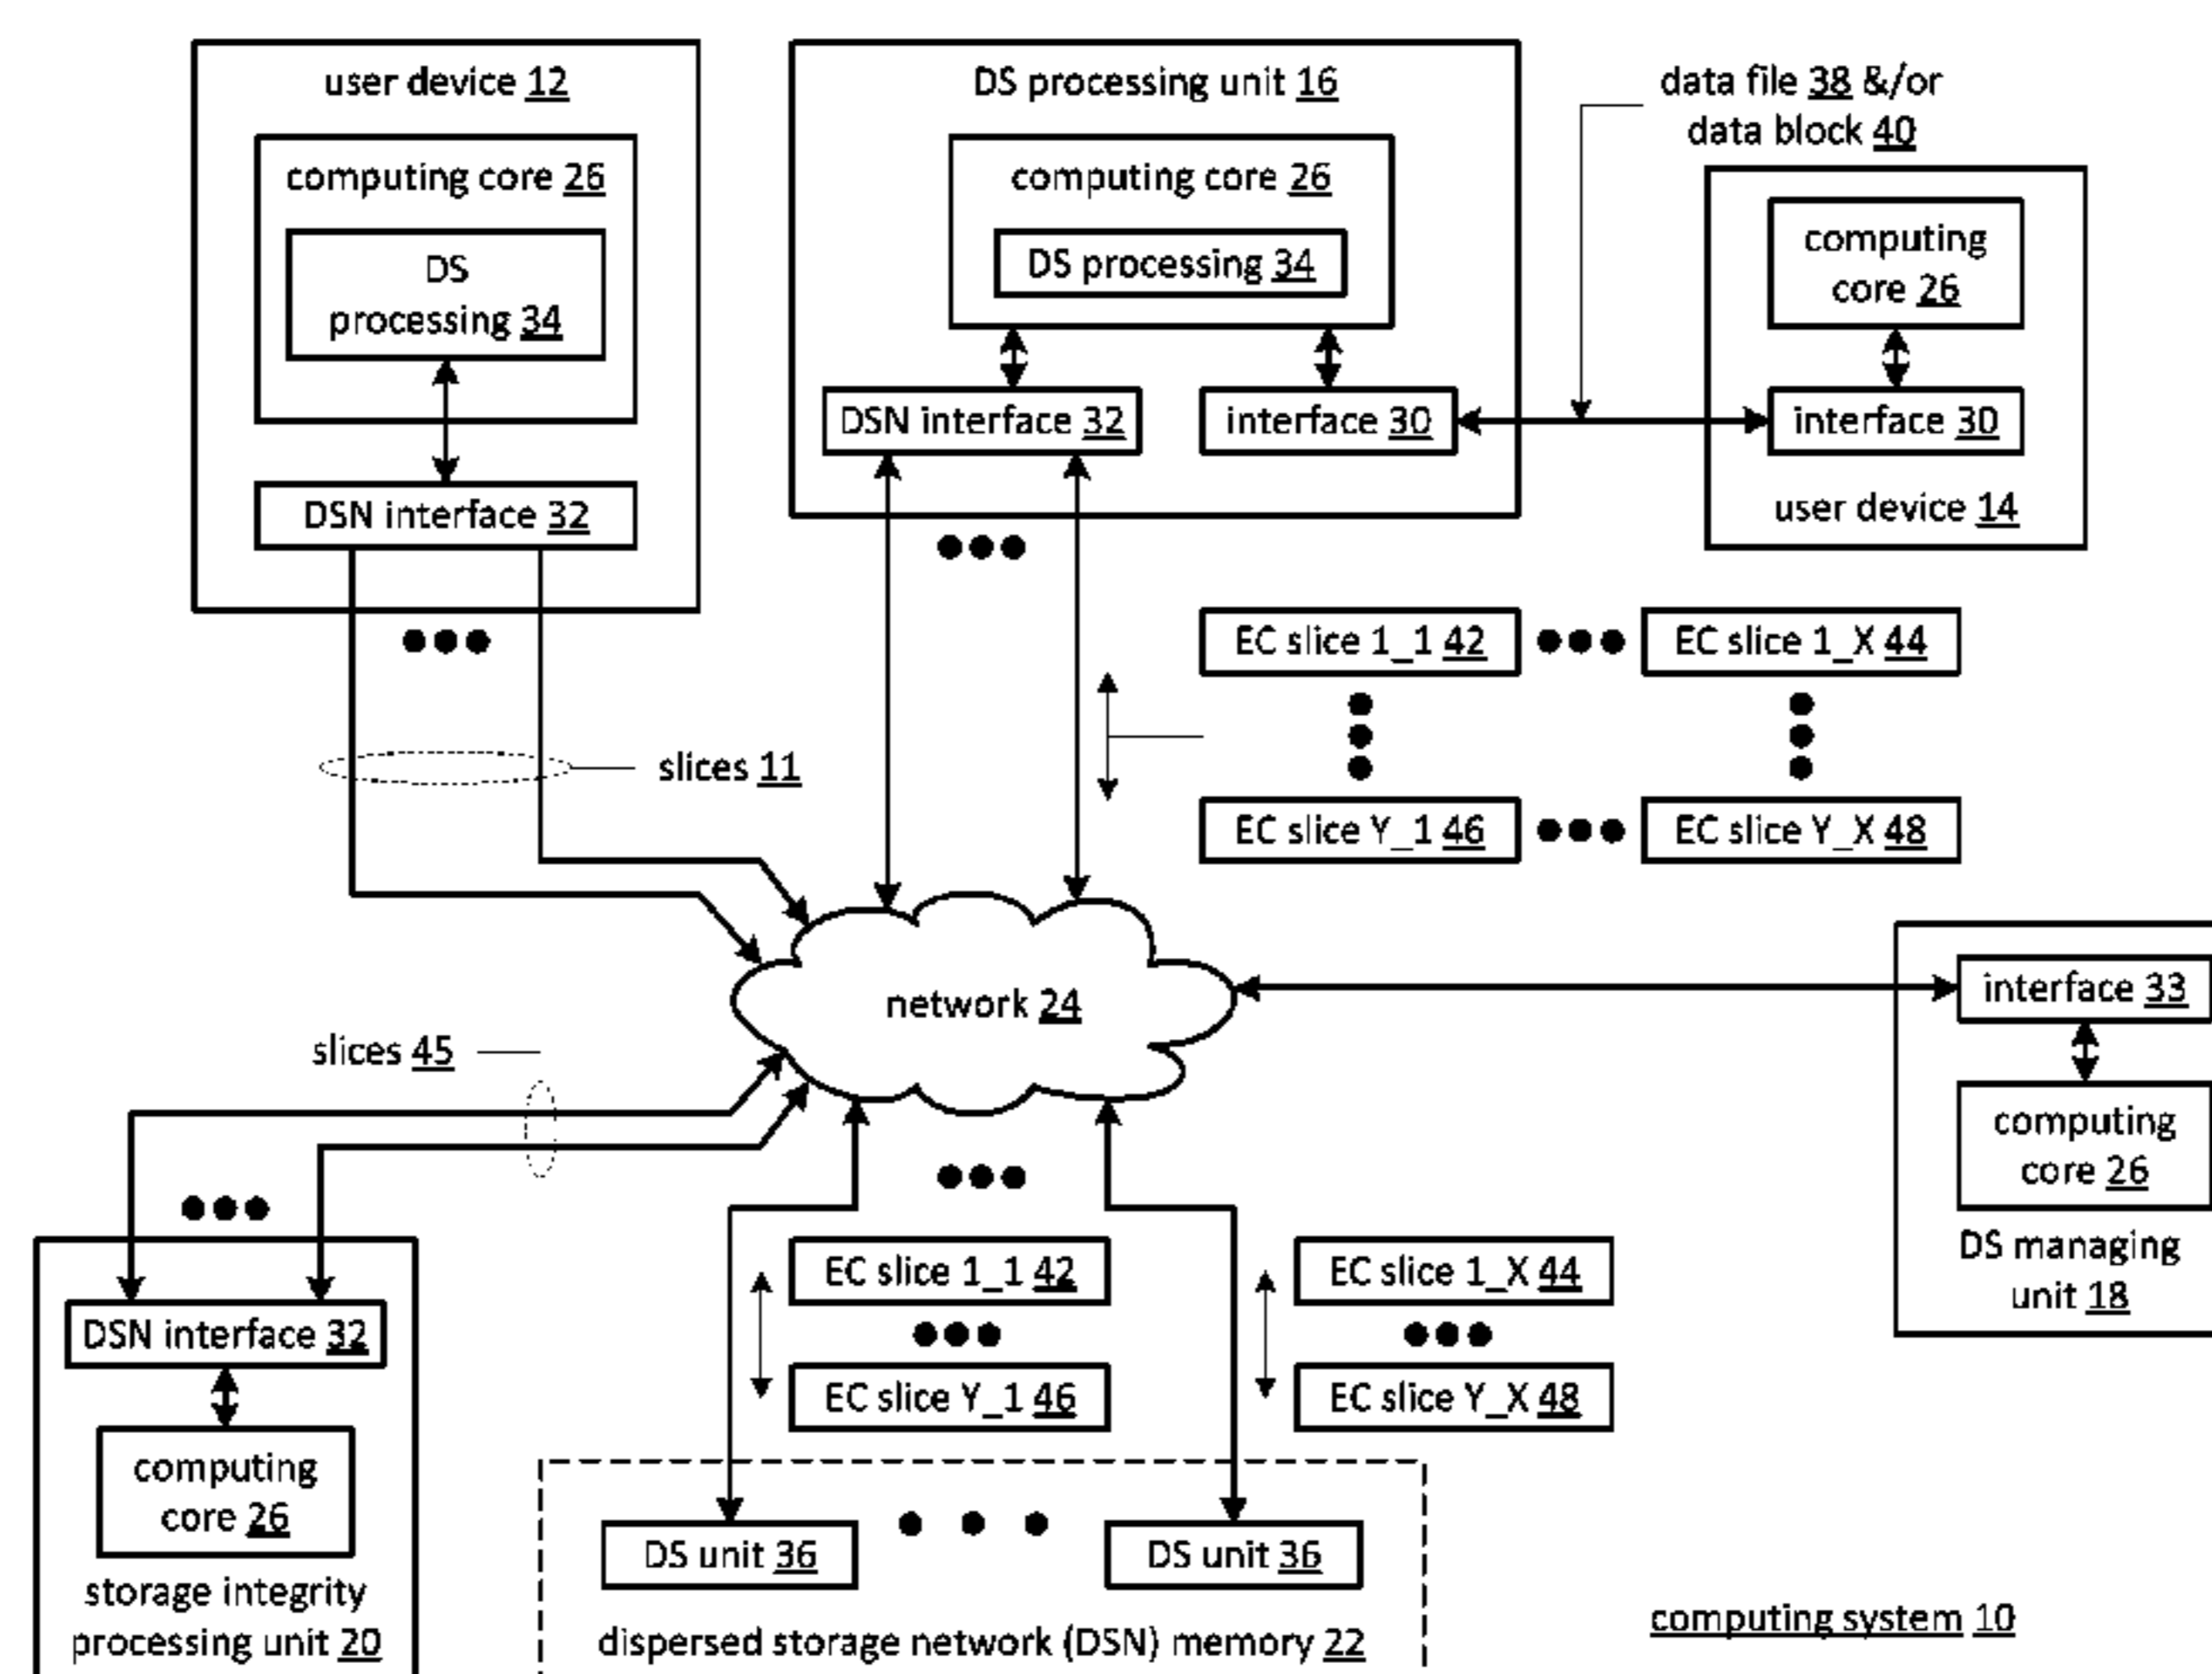 user device 12
computing core 26
DS
processing 34
DSN interface 32
DS processing unit 16
computing core 26
DS processing 34
DSN interface 32
interface 30
data file 38 &/or
data block 40
computing
core 26
interface 30
user device 14
EC slice 1_1 42
EC slice 1_X 44
EC slice Y_1 46
EC slice Y_X 48
slices 11
network 24
interface 33
computing
core 26
DS managing
unit 18
slices 45
DSN interface 32
computing
core 26
storage integrity
processing unit 20
EC slice 1_1 42
EC slice Y_1 46
EC slice 1_X 44
EC slice Y_X 48
DS unit 36
DS unit 36
dispersed storage network (DSN) memory 22
computing system 10